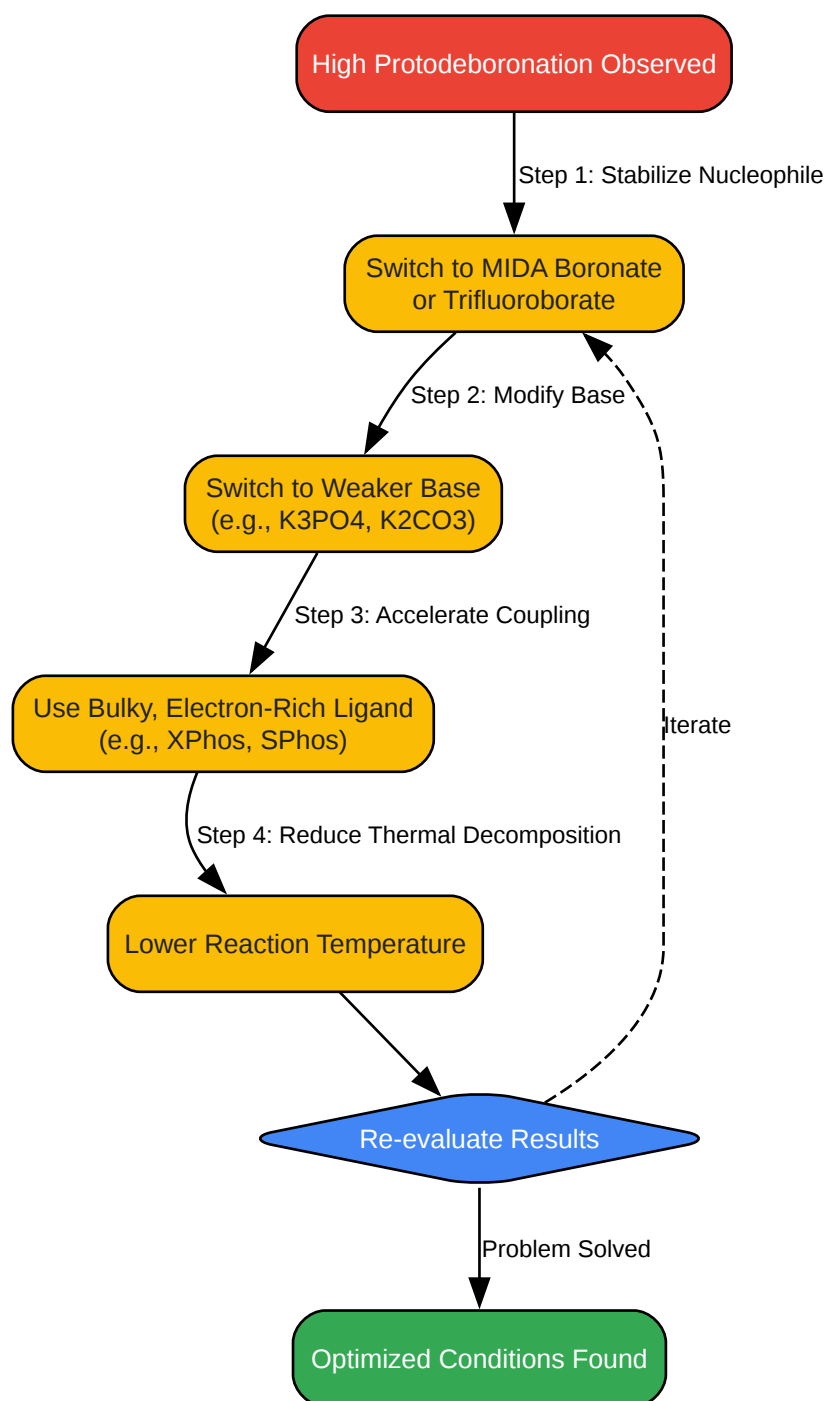 High Protodeboronation Observed
Step 1: Stabilize Nucleophile
Switch to MIDA Boronate
or Trifluoroborate
Step 2: Modify Base
Switch to Weaker Base
(e.g., K3PO4, K2CO3)
Step 3: Accelerate Coupling
Use Bulky, Electron-Rich Ligand
(e.g., XPhos, SPhos)
Iterate
Step 4: Reduce Thermal Decomposition
Lower Reaction Temperature
Re-evaluate Results
Problem Solved
Optimized Conditions Found